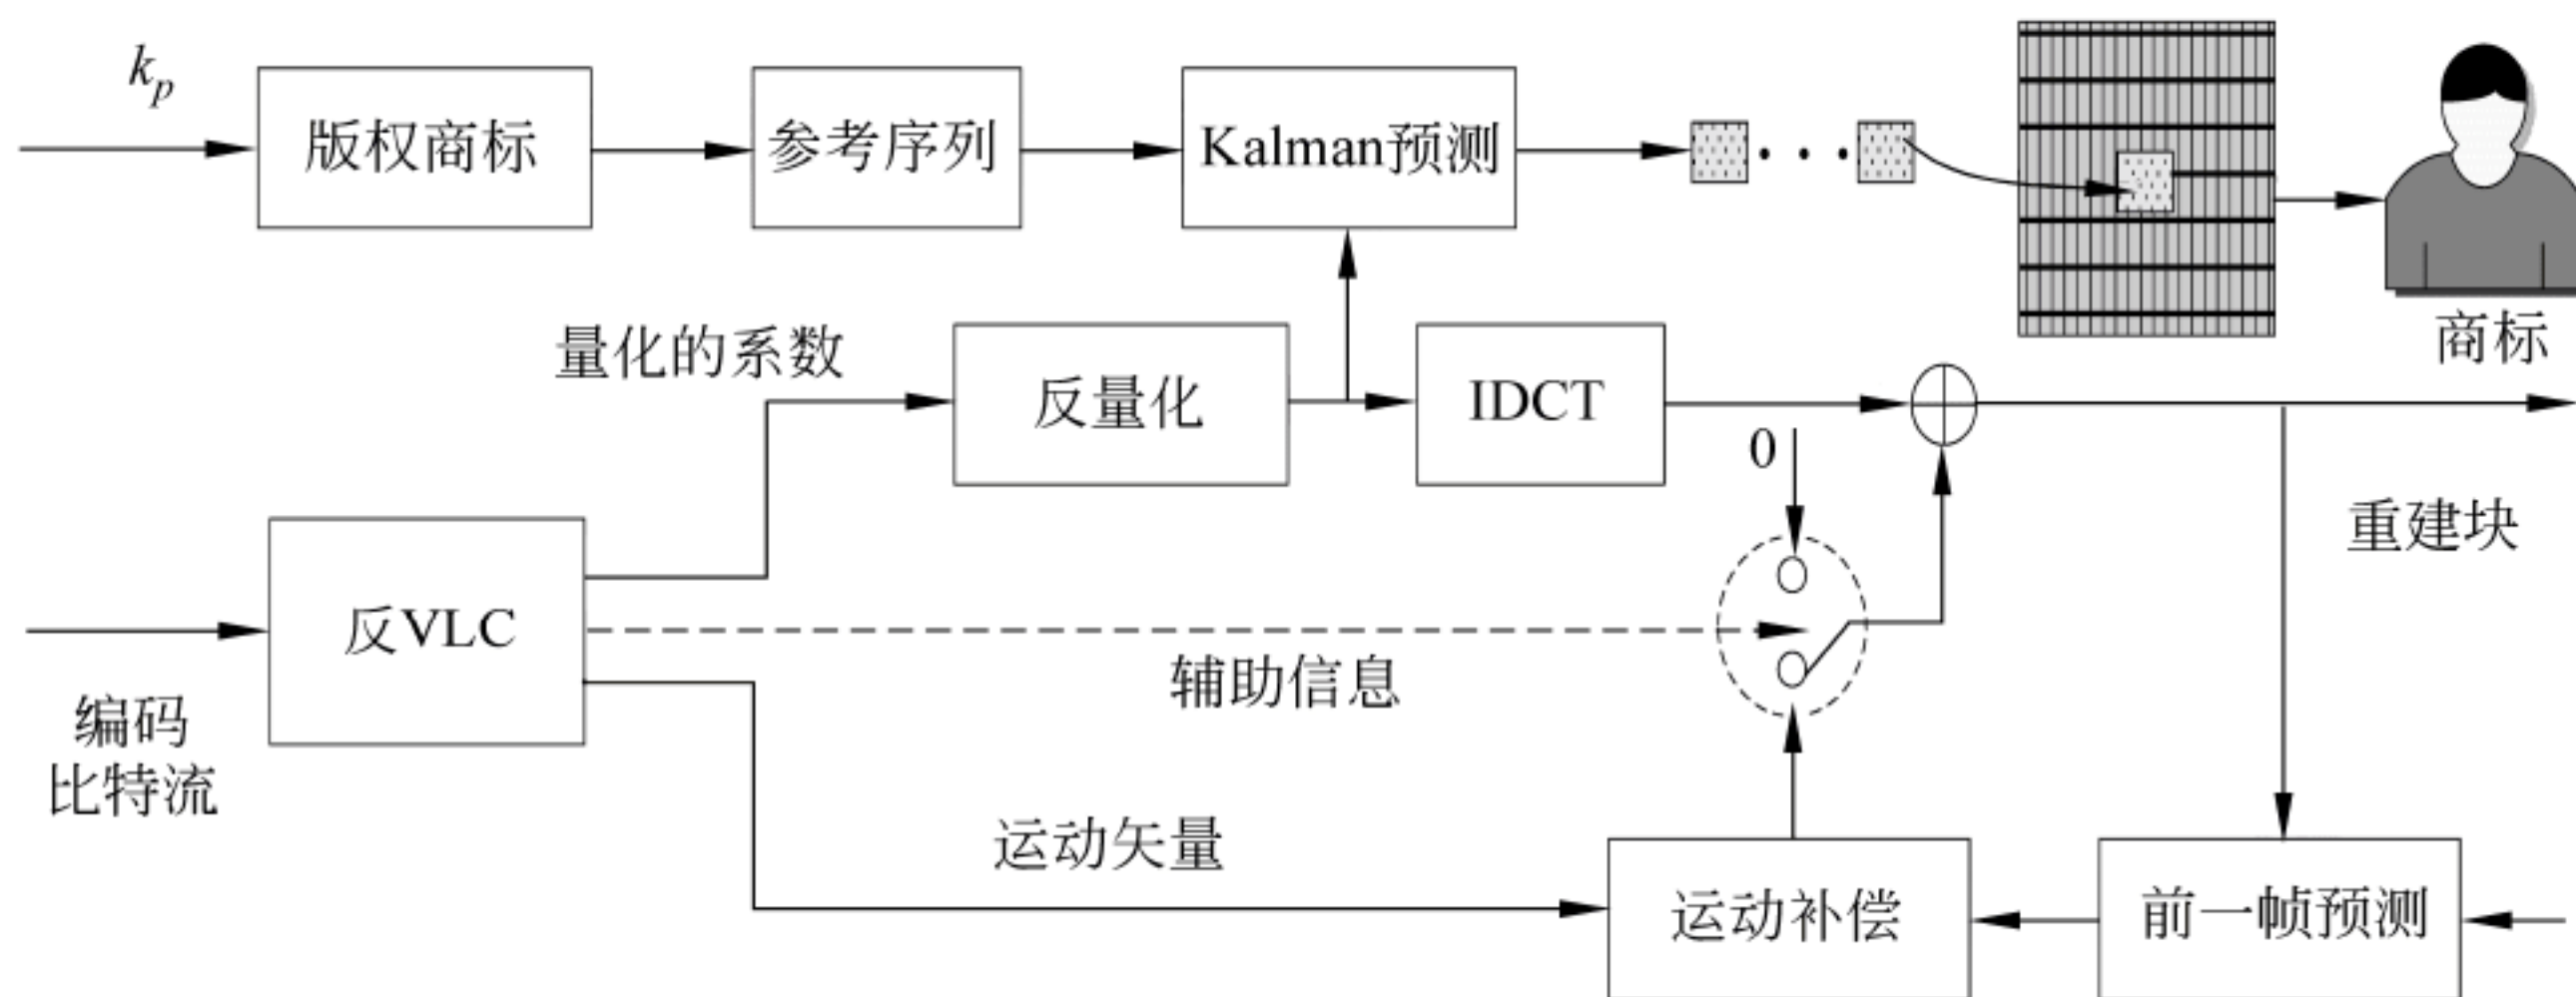 kp
版权商标
参考序列
Kalman预测
商标
量化的系数
反量化
IDCT
0
重建块
反VLC
辅助信息
编码
比特流
运动矢量
运动补偿
前一帧预测